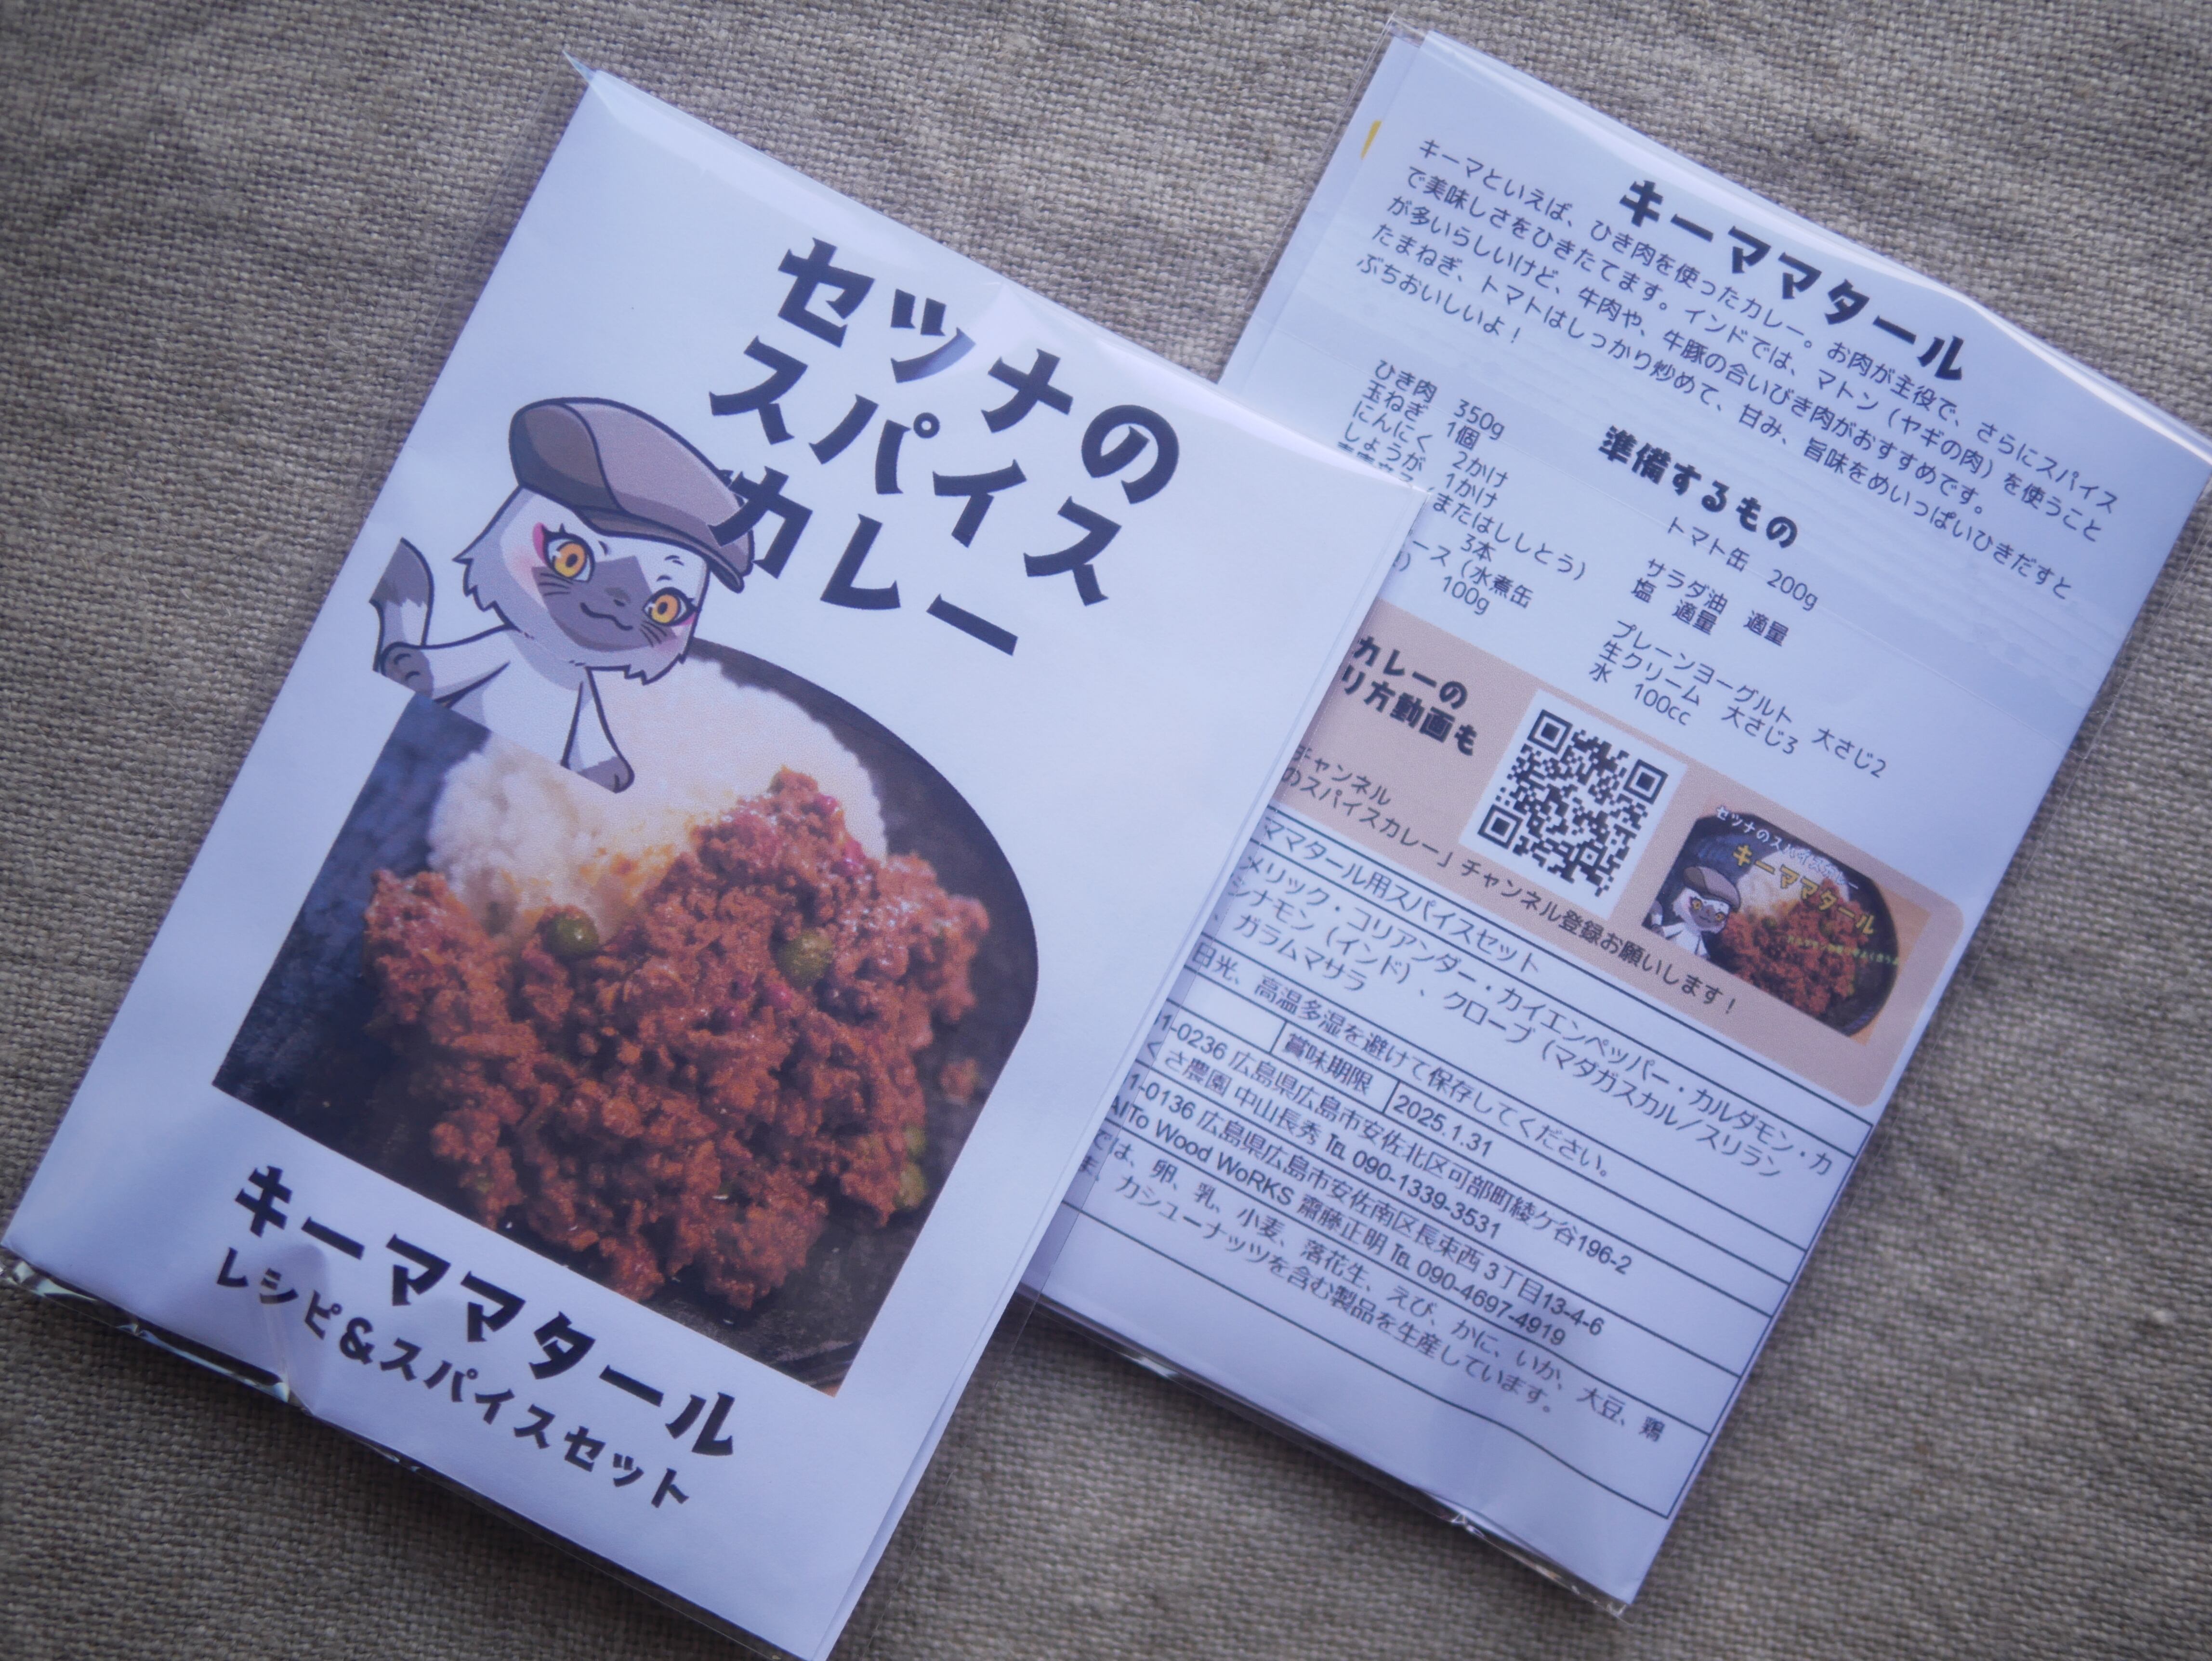 セツナの
スパイス
カレー
キーママタール
レシピ&スパイスセット
キーママタール
キーマといえば、ひき肉を使ったカレー。お肉が主役で、さらにスパイス
で美味しさをひきたてます。インドでは、マトン（ヤギの肉）を使うこと
が多いらしいけど、牛肉や、牛豚の合いびき肉がおすすめです。
たまねぎ、トマトはしっかり炒めて、甘み、旨味をめいっぱいひきだすと
ぶちおいしいよ！
準備するもの
ひき肉 350g
玉ねぎ 1個
にんにく 2かけ
しょうが 1かけ
（またはししとう）
3本
ース（水煮缶
100g
トマト缶 200g
サラダ油 適量
塩 適量
プレーンヨーグルト 大さじ2
生クリーム 大さじ3
水 100cc
カレーの
り方動画も
チャンネル
のスパイスカレー」チャンネル登録お願いします！
セツナのスパイスカレー
キーママタール
ママタール用スパイスセット
メリック・コリアンダー・カイエンペッパー・カルダモン・カ
シナモン（インド）、クローブ（マダガスカル／スリラン
、ガラムマサラ
日光、高温多湿を避けて保存してください。
賞味期限 2025.1.31
1-0236 広島県広島市安佐北区可部町綾ケ谷196-2
さ農園 中山長秀 ℡ 090-1339-3531
1-0136 広島県広島市安佐南区長束西３丁目13-4-6
AITo Wood WoRKS 齋藤正明 ℡ 090-4697-4919
では、卵、乳、小麦、落花生、えび、かに、いか、大豆、鶏
カシューナッツを含む製品を生産しています。